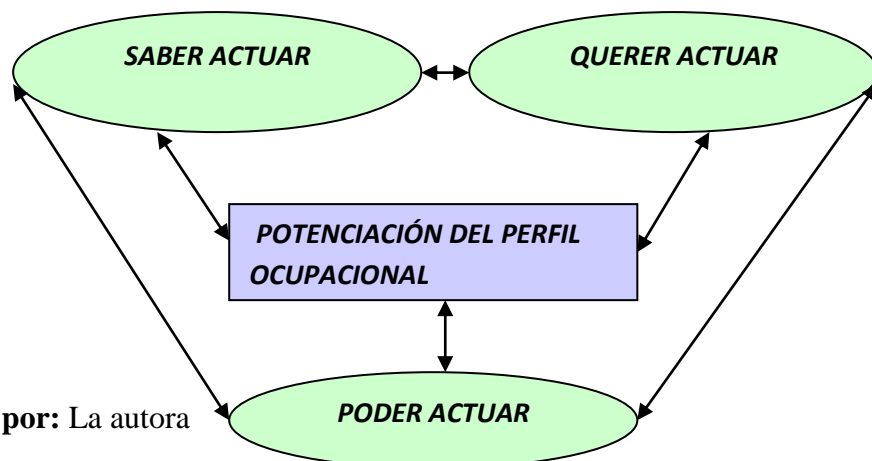 SABER ACTUAR
QUERER ACTUAR
POTENCIACIÓN DEL PERFIL
OCUPACIONAL
PODER ACTUAR
por: La autora